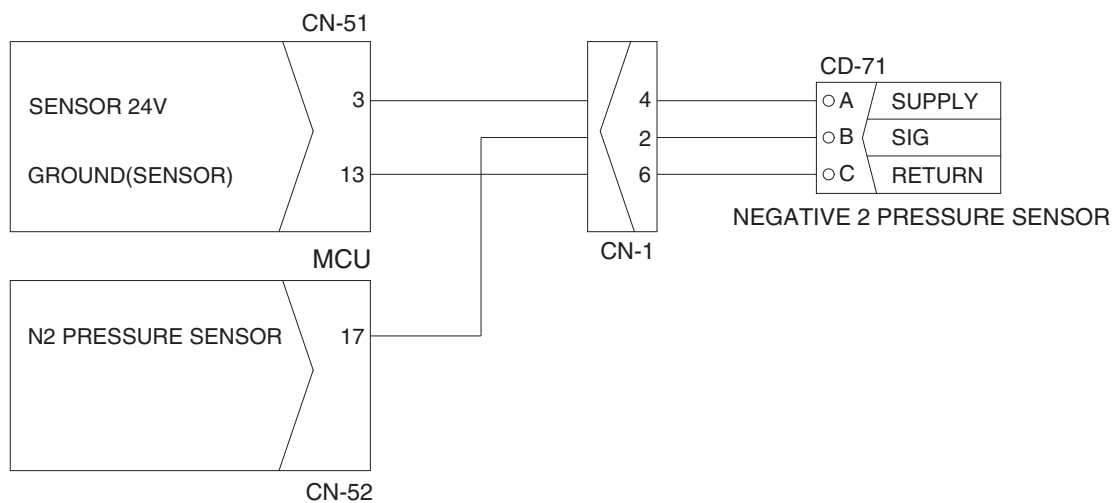 CN-51
CD-71
SENSOR 24V 3 4 A SUPPLY
2 B SIG
GROUND(SENSOR) 13 6 C RETURN
NEGATIVE 2 PRESSURE SENSOR
CN-1
MCU
N2 PRESSURE SENSOR 17
CN-52